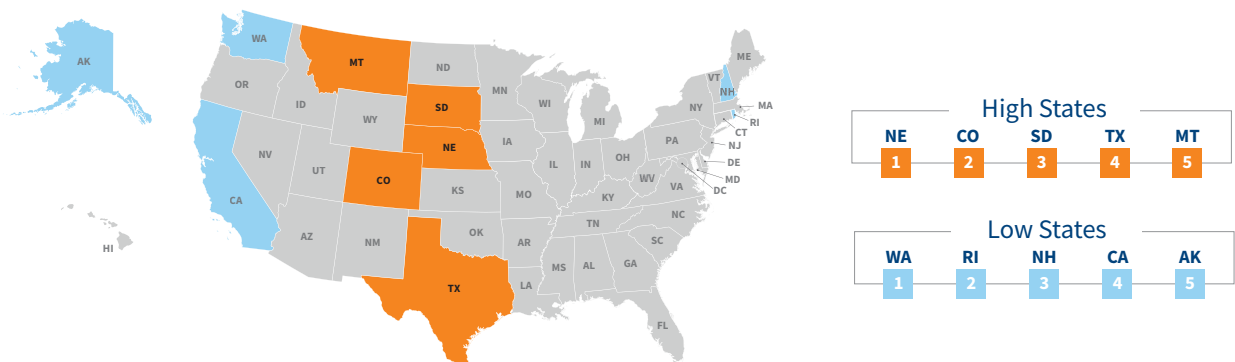 AK
WA
MT
ND
MN
OR
ID
WY
SD
WI
MI
NY
VT
NH
ME
MA
RI
CT
NJ
DE
MD
DC
NV
UT
CO
NE
IA
IL
IN
OH
PA
WV
VA
CA
AZ
NM
KS
MO
KY
NC
TN
OK
AR
SC
TX
LA
MS
AL
GA
FL
HI
High States
NE CO SD TX MT
1 2 3 4 5
Low States
WA RI NH CA AK
1 2 3 4 5